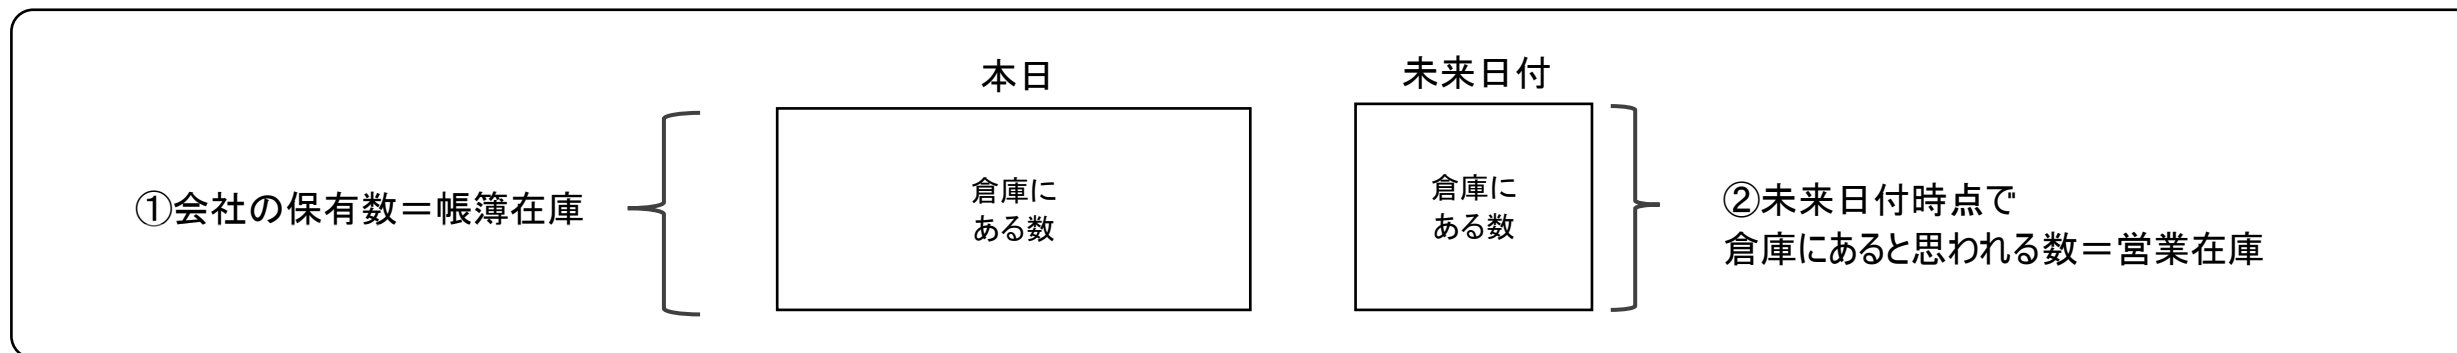 本日
未来日付
①会社の保有数＝帳簿在庫
倉庫に
ある数
倉庫に
ある数
②未来日付時点で
倉庫にあると思われる数＝営業在庫